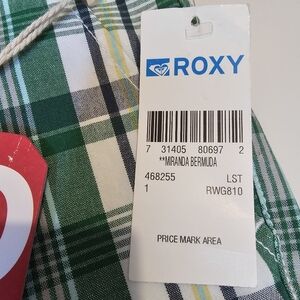 ROXY
7 31405 80697 2
**MIRANDA BERMUDA
468255 LST
1 RWG810
PRICE MARK AREA